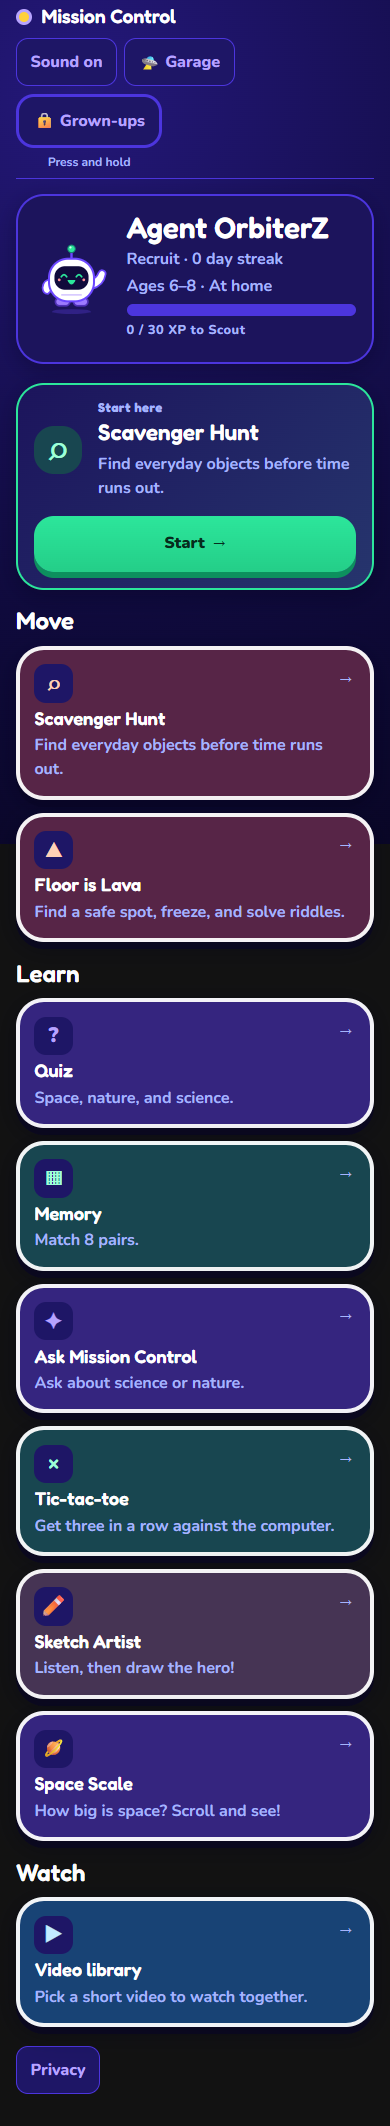 Mission Control
Sound on
Garage
Grown-ups
Press and hold
Agent OrbiterZ
Recruit · 0 day streak
Ages 6–8 · At home
0 / 30 XP to Scout
Start here
Scavenger Hunt
Find everyday objects before time
runs out.
Start →
Move
→
Scavenger Hunt
Find everyday objects before time runs
out.
→
Floor is Lava
Find a safe spot, freeze, and solve riddles.
Learn
? →
Quiz
Space, nature, and science.
→
Memory
Match 8 pairs.
→
Ask Mission Control
Ask about science or nature.
× →
Tic-tac-toe
Get three in a row against the computer.
→
Sketch Artist
Listen, then draw the hero!
→
Space Scale
How big is space? Scroll and see!
Watch
→
Video library
Pick a short video to watch together.
Privacy